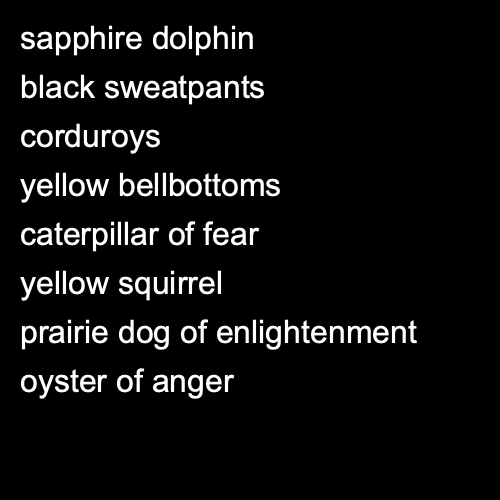 sapphire dolphin
black sweatpants
corduroys
yellow bellbottoms
caterpillar of fear
yellow squirrel
prairie dog of enlightenment
oyster of anger